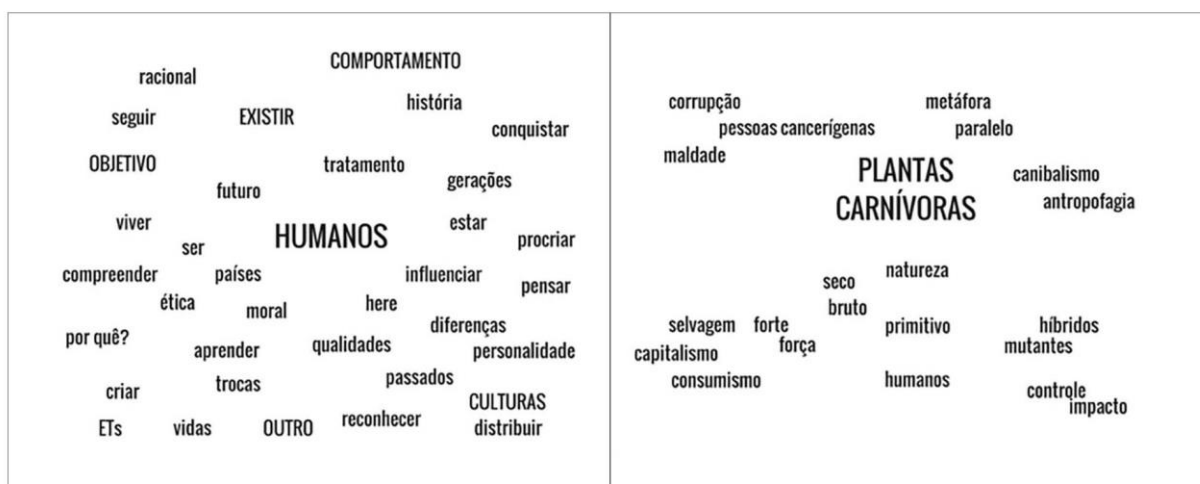 COMPORTAMENTO
racional
história
seguir
EXISTIR
conquistar
OBJETIVO
tratamento
gerações
futuro
viver
estar
HUMANOS
procriar
ser
compreender
países
influenciar
pensar
ética
moral
here
diferenças
por quê?
qualidades
aprender
personalidade
passados
trocas
criar
CULTURAS
reconhecer
ETs
vidas
OUTRO
distribuir
corrupção
metáfora
pessoas cancerígenas
paralelo
maldade
PLANTAS
CARNÍVORAS
canibalismo
antropofagia
natureza
seco
bruto
selvagem
forte
primitivo
híbridos
força
mutantes
capitalismo
consumismo
humanos
controle
impacto